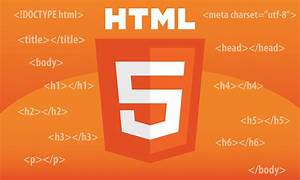 HTML
5
<!DOCTYPE html>
<title></title>
<body>
<h1></h1>
<h2></h2>
<h3></h3>
<p></p>
<meta charset="utf-8">
<head></head>
<h4></h4>
<h5></h5>
<h6></h6>
</body>